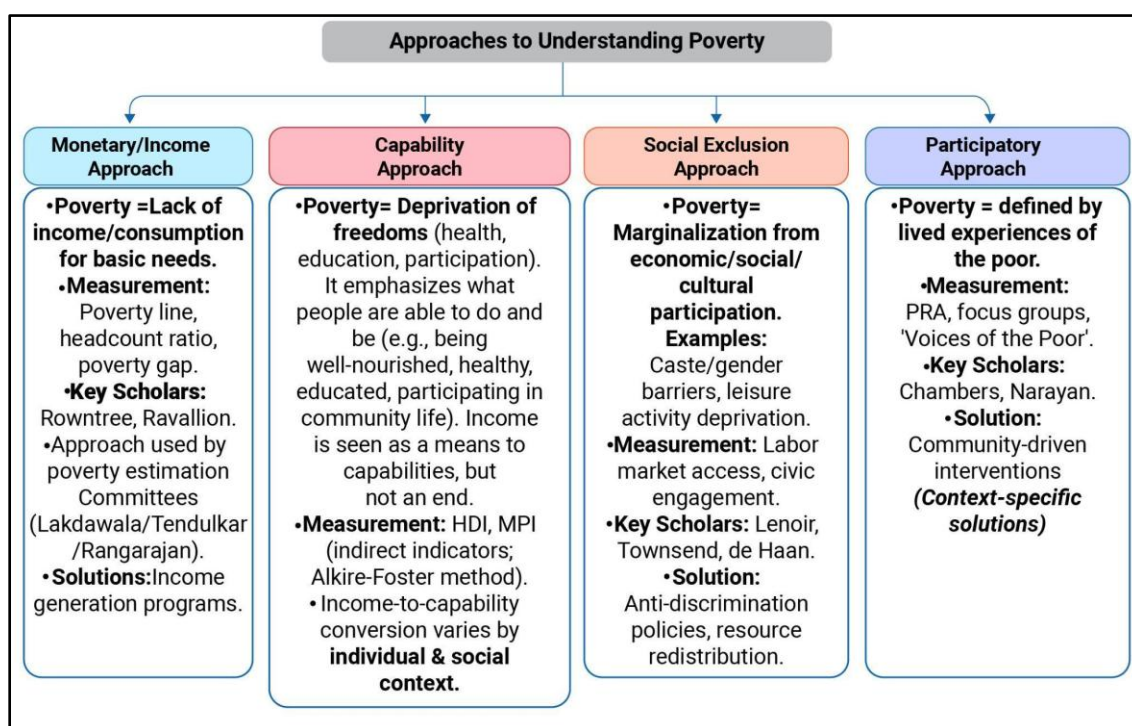 Approaches to Understanding Poverty
Monetary/Income
Approach
•Poverty =Lack of
income/consumption
for basic needs.
•Measurement:
Poverty line,
headcount ratio,
poverty gap.
•Key Scholars:
Rowntree, Ravallion.
•Approach used by
poverty estimation
Committees
(Lakdawala/Tendulkar
/Rangarajan).
•Solutions:Income
generation programs.
Capability
Approach
•Poverty= Deprivation of
freedoms (health,
education, participation).
It emphasizes what
people are able to do and
be (e.g., being
well-nourished, healthy,
educated, participating in
community life). Income
is seen as a means to
capabilities, but
not an end.
•Measurement: HDI, MPI
(indirect indicators;
Alkire-Foster method).
•Income-to-capability
conversion varies by
individual & social
context.
Social Exclusion
Approach
•Poverty=
Marginalization from
economic/social/
cultural
participation.
Examples:
Caste/gender
barriers, leisure
activity deprivation.
•Measurement: Labor
market access, civic
engagement.
•Key Scholars: Lenoir,
Townsend, de Haan.
•Solution:
Anti-discrimination
policies, resource
redistribution.
Participatory
Approach
•Poverty = defined by
lived experiences of
the poor.
•Measurement:
PRA, focus groups,
'Voices of the Poor'.
•Key Scholars:
Chambers, Narayan.
•Solution:
Community-driven
interventions
(Context-specific
solutions)